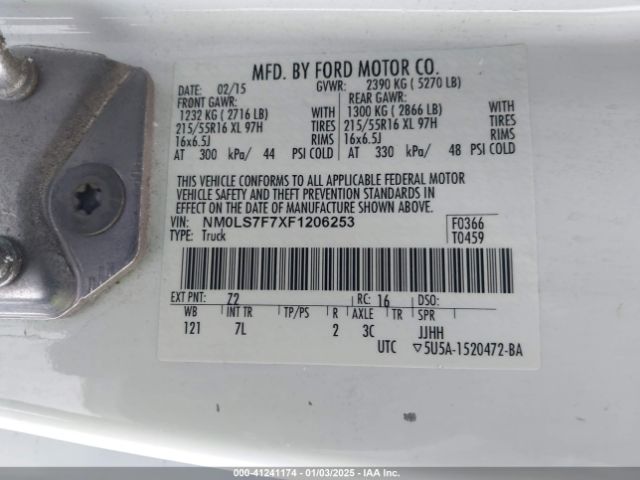 MFD. BY FORD MOTOR CO.
DATE: 02/15 GVWR: 2390 KG ( 5270 LB)
FRONT GAWR: REAR GAWR:
1232 KG ( 2716 LB) WITH 1300 KG ( 2866 LB) WITH
215/55R16 XL 97H TIRES 215/55R16 XL 97H TIRES
16x6.5J RIMS 16x6.5J RIMS
AT 300 kPa/ 44 PSI COLD AT 330 kPa/ 48 PSI COLD
THIS VEHICLE CONFORMS TO ALL APPLICABLE FEDERAL MOTOR
VEHICLE SAFETY AND THEFT PREVENTION STANDARDS IN
EFFECT ON THE DATE OF MANUFACTURE SHOWN ABOVE.
VIN: NM0LS7F7XF1206253 F0366
TYPE: Truck T0459
EXT PNT: Z2 RC: 16 DSO:
WB INT TR TP/PS R AXLE TR SPR
121 7L 2 3C JJHH
UTC ▽5U5A-1520472-BA
000-41241174 - 01/03/2025 - IAA Inc.